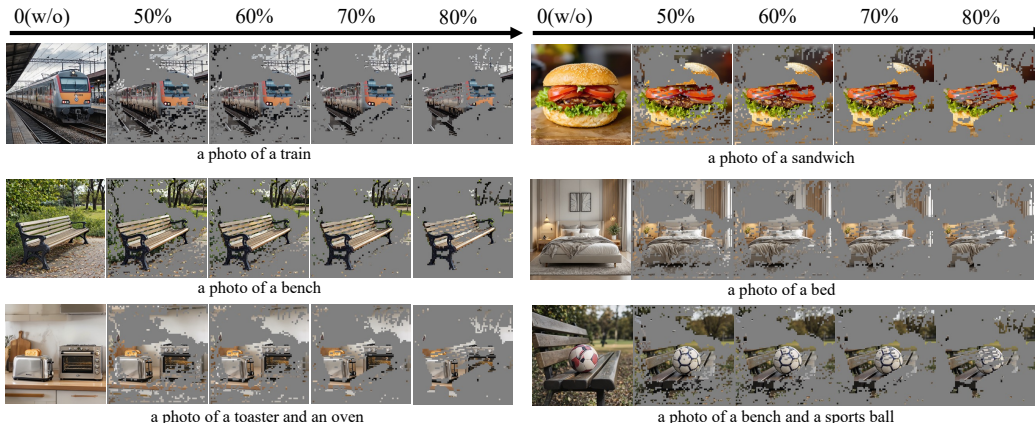 0(w/o) 50% 60% 70% 80%
0(w/o) 50% 60% 70% 80%
a photo of a train
a photo of a sandwich
a photo of a bench
a photo of a bed
a photo of a toaster and an oven
a photo of a bench and a sports ball